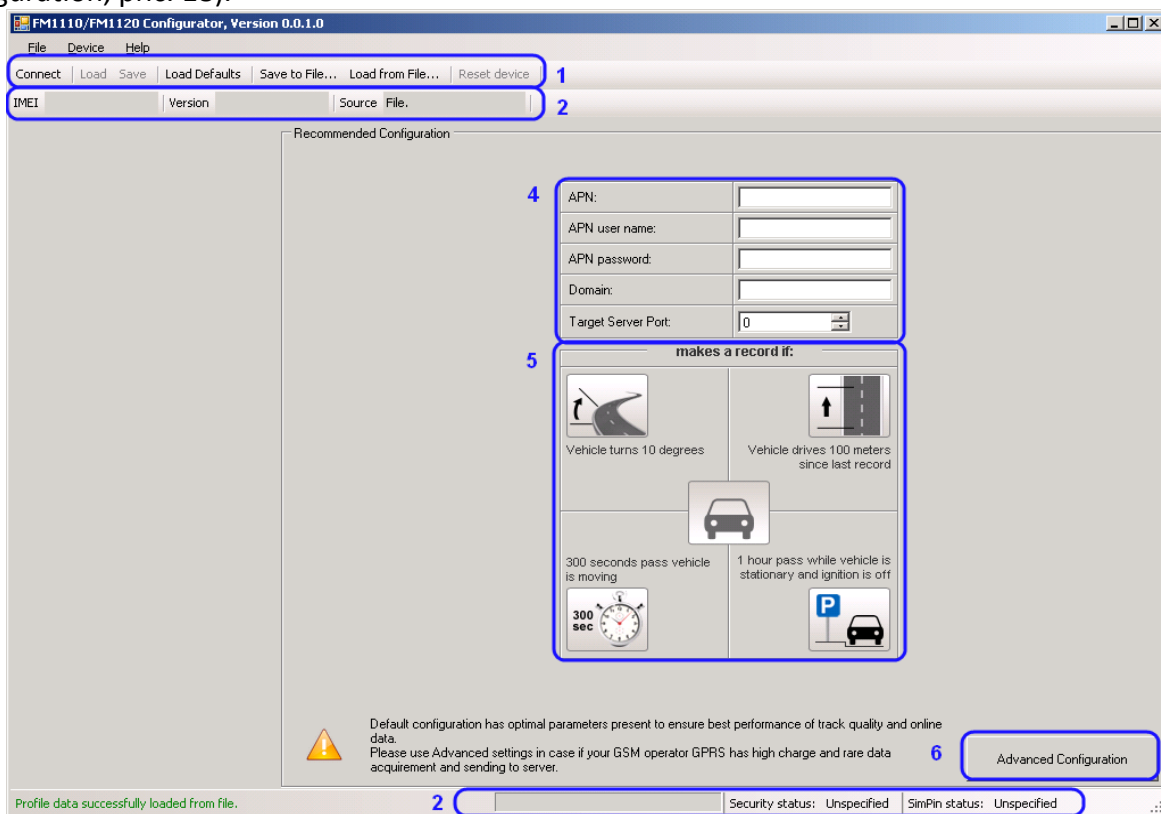 FM1110/FM1120 Configurator, Version 0.0.1.0
File Device Help
Connect Load Save Load Defaults Save to File... Load from File... Reset device 1
IMEI Version Source File. 2
Recommended Configuration
4 APN:
APN user name:
APN password:
Domain:
Target Server Port: 0
5 makes a record if:
Vehicle turns 10 degrees
Vehicle drives 100 meters
since last record
300 seconds pass vehicle
is moving
1 hour pass while vehicle is
stationary and ignition is off
300
sec
P
Default configuration has optimal parameters present to ensure best performance of track quality and online
data.
Please use Advanced settings in case if your GSM operator GPRS has high charge and rare data
acquirement and sending to server.
6 Advanced Configuration
Profile data successfully loaded from file. 2 Security status: Unspecified SimPin status: Unspecified